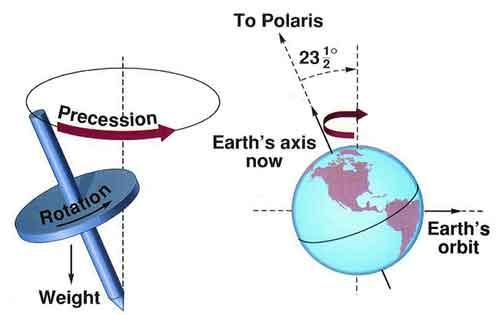 Precession
Rotation
Weight
To Polaris
23 ½°
Earth's axis
now
Earth's
orbit